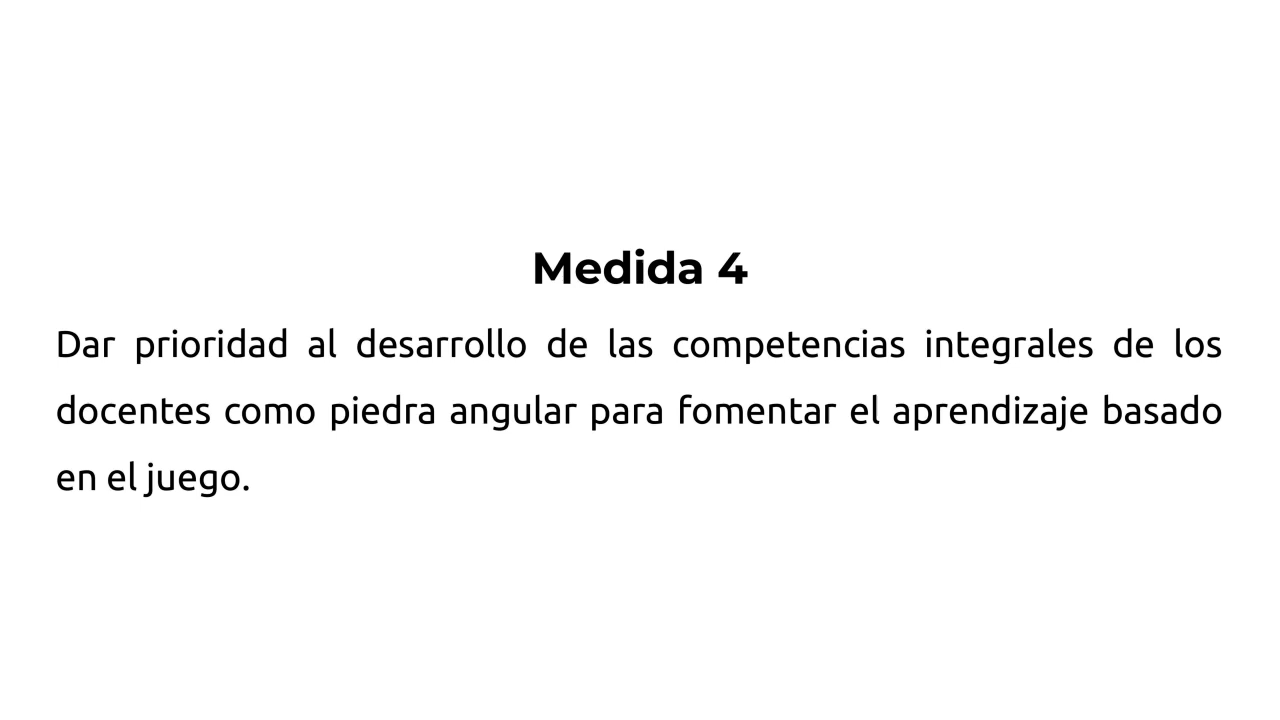 Medida 4
Dar prioridad al desarrollo de las competencias integrales de los
docentes como piedra angular para fomentar el aprendizaje basado
en el juego.